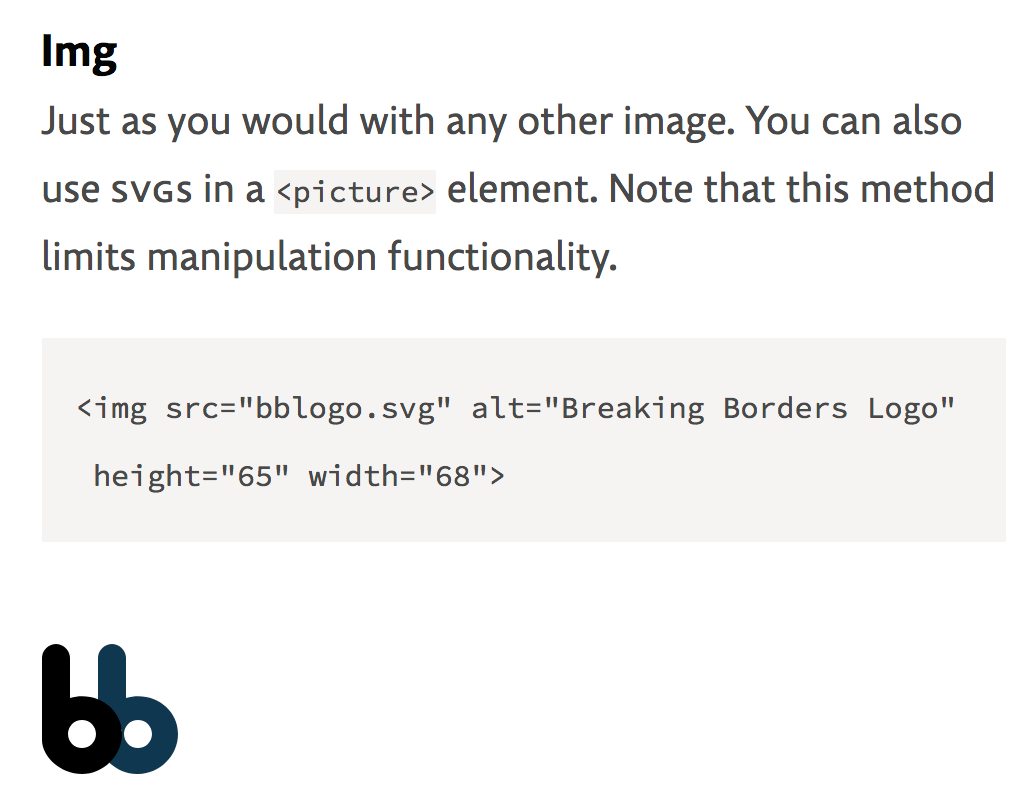 Img
Just as you would with any other image. You can also
use SVGs in a <picture> element. Note that this method
limits manipulation functionality.
<img src="bblogo.svg" alt="Breaking Borders Logo"
height="65" width="68">
bb